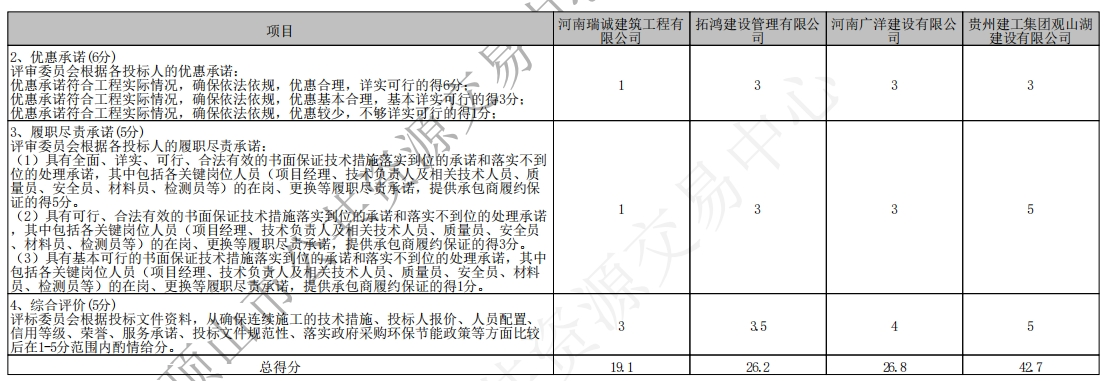 项目
河南瑞诚建筑工程有
限公司
拓鸿建设管理有限公
司
河南广洋建设有限公
司
贵州建工集团观山湖
建设有限公司
2、优惠承诺(6分)
评审委员会根据各投标人的优惠承诺:
优惠承诺符合工程实际情况，确保依法依规，优惠合理，详实可行的得6分;
优惠承诺符合工程实际情况，确保依法依规，优惠基本合理，基本详实可行的得3分;
优惠承诺符合工程实际情况，确保依法依规，优惠较少，不够详实可行的得1分;
1
3
3
3
3、履职尽责承诺(5分)
评审委员会根据各投标人的履职尽责承诺:
（1）具有全面、详实、可行、合法有效的书面保证技术措施落实到位的承诺和落实不到
位的处理承诺，其中包括各关键岗位人员（项目经理、技术负责人及相关技术人员、质
量员、安全员、材料员、检测员等）的在岗、更换等履职尽责承诺，提供承包商履约保
证的得5分。
（2）具有可行、合法有效的书面保证技术措施落实到位的承诺和落实不到位的处理承诺
，其中包括各关键岗位人员（项目经理、技术负责人及相关技术人员、质量员、安全员
、材料员、检测员等）的在岗、更换等履职尽责承诺，提供承包商履约保证的得3分。
（3）具有基本可行的书面保证技术措施落实到位的承诺和落实不到位的处理承诺，其中
包括各关键岗位人员（项目经理、技术负责人及相关技术人员、质量员、安全员、材料
员、检测员等）的在岗、更换等履职尽责承诺，提供承包商履约保证的得1分。
1
3
3
5
4、综合评价(5分)
评标委员会根据投标文件资料，从确保连续施工的技术措施、投标人报价、人员配置、
信用等级、荣誉、服务承诺、投标文件规范性、落实政府采购环保节能政策等方面比较
后在1-5分范围内酌情给分。
3
3.5
4
5
总得分
19.1
26.2
26.8
42.7
顶山市公共资源交易中
共资源交易中心